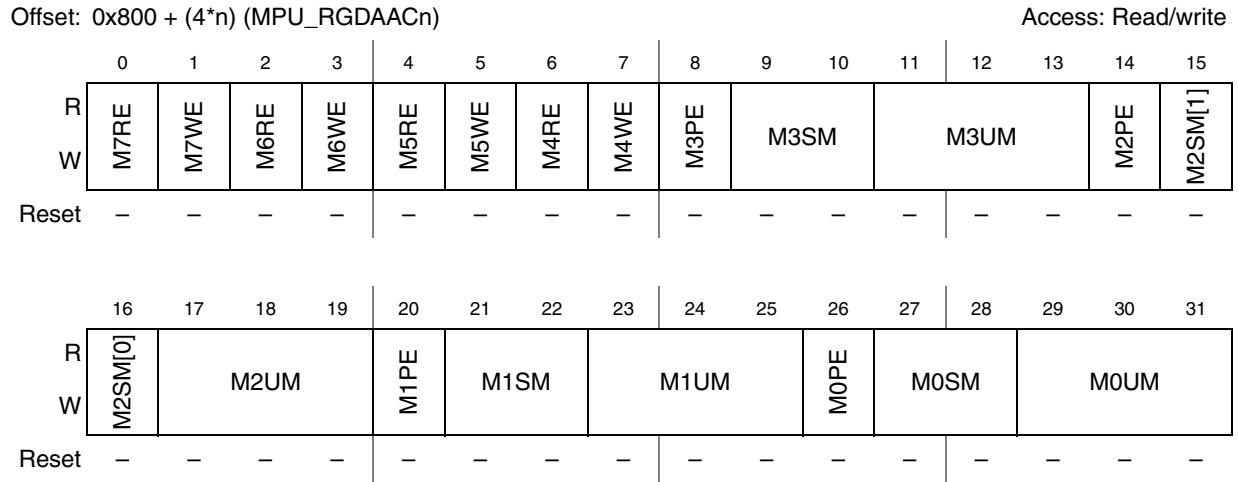 Offset: 0x800 + (4*n) (MPU_RGDAACn) Access: Read/write
0 1 2 3 4 5 6 7 8 9 10 11 12 13 14 15
R
W
M7RE M7WE M6RE M6WE M5RE M5WE M4RE M4WE M3PE M3SM M3UM M2PE M2SM[1]
Reset – – – – – – – – – – – – – – – –
16 17 18 19 20 21 22 23 24 25 26 27 28 29 30 31
R
W
M2SM[0] M2UM M1PE M1SM M1UM M0PE M0SM M0UM
Reset – – – – – – – – – – – – – – – –